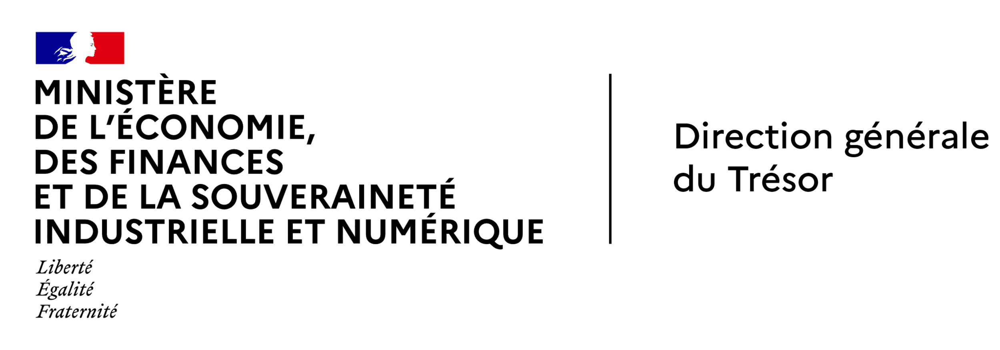 MINISTÈRE
DE L’ÉCONOMIE,
DES FINANCES
ET DE LA SOUVERAINETÉ
INDUSTRIELLE ET NUMÉRIQUE
Liberté
Égalité
Fraternité
Direction générale
du Trésor